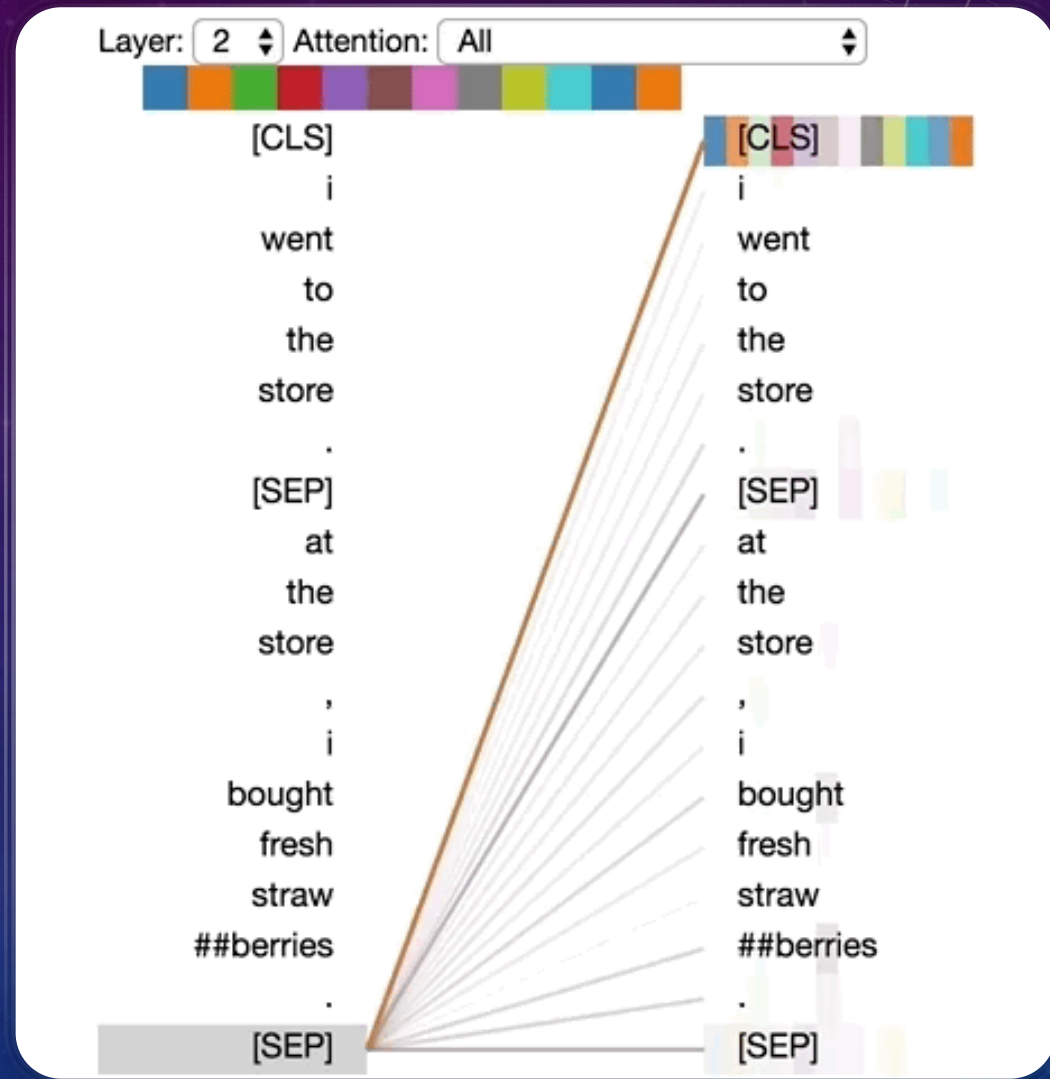 Layer: 2 Attention: All
[CLS] [CLS]
i i
went went
to to
the the
store store
. .
[SEP] [SEP]
at at
the the
store store
, ,
i i
bought bought
fresh fresh
straw straw
##berries ##berries
. .
[SEP] [SEP]